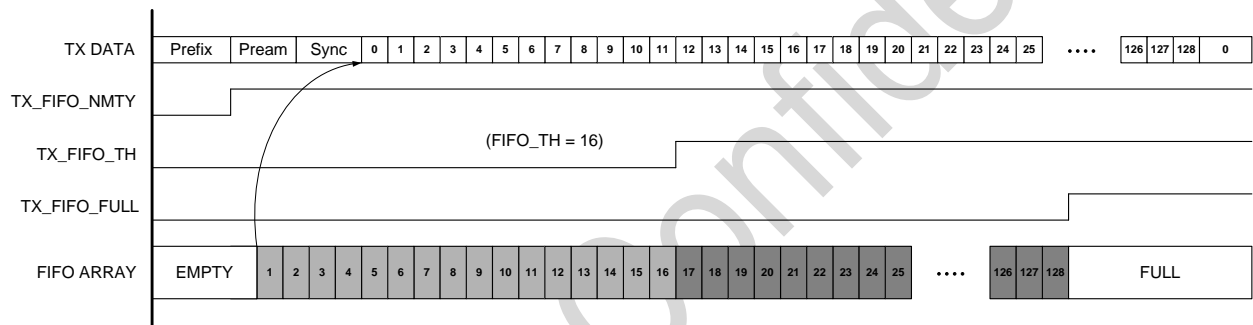 TX DATA Prefix Pream Sync 0 1 2 3 4 5 6 7 8 9 10 11 12 13 14 15 16 17 18 19 20 21 22 23 24 25 .... 126 127 128 0
TX_FIFO_NMTY
TX_FIFO_TH (FIFO_TH = 16)
TX_FIFO_FULL
FIFO ARRAY EMPTY 1 2 3 4 5 6 7 8 9 10 11 12 13 14 15 16 17 18 19 20 21 22 23 24 25 .... 126 127 128 FULL
Confide